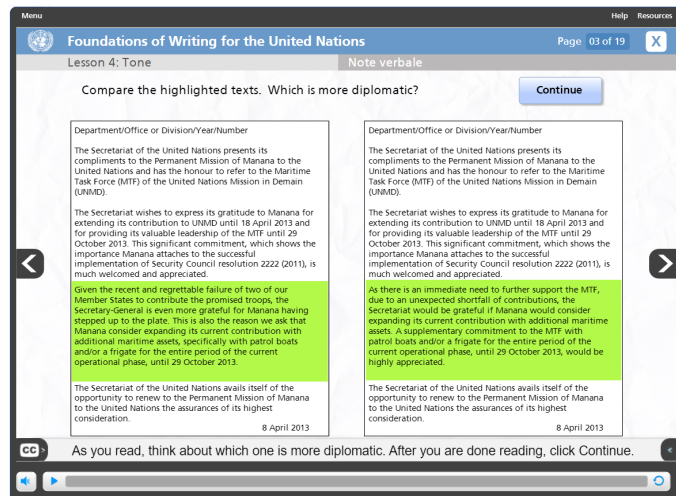 Menu
Help Resources
Foundations of Writing for the United Nations
Page 03 of 19
X
Lesson 4: Tone
Note verbale
Compare the highlighted texts. Which is more diplomatic?
Continue
Department/Office or Division/Year/Number
The Secretariat of the United Nations presents its
compliments to the Permanent Mission of Manana to the
United Nations and has the honour to refer to the Maritime
Task Force (MTF) of the United Nations Mission in Demain
(UNMD).
The Secretariat wishes to express its gratitude to Manana for
extending its contribution to UNMD until 18 April 2013 and
for providing its valuable leadership of the MTF until 29
October 2013. This significant commitment, which shows the
importance Manana attaches to the successful
implementation of Security Council resolution 2222 (2011), is
much welcomed and appreciated.
Given the recent and regrettable failure of two of our
Member States to contribute the promised troops, the
Secretary-General is even more grateful for Manana having
stepped up to the plate. This is also the reason we ask that
Manana consider expanding its current contribution with
additional maritime assets, specifically with patrol boats
and/or a frigate for the entire period of the current
operational phase, until 29 October 2013.
The Secretariat of the United Nations avails itself of the
opportunity to renew to the Permanent Mission of Manana
to the United Nations the assurances of its highest
consideration.
8 April 2013
Department/Office or Division/Year/Number
The Secretariat of the United Nations presents its
compliments to the Permanent Mission of Manana to the
United Nations and has the honour to refer to the Maritime
Task Force (MTF) of the United Nations Mission in Demain
(UNMD).
The Secretariat wishes to express its gratitude to Manana for
extending its contribution to UNMD until 18 April 2013 and
for providing its valuable leadership of the MTF until 29
October 2013. This significant commitment, which shows the
importance Manana attaches to the successful
implementation of Security Council resolution 2222 (2011), is
much welcomed and appreciated.
As there is an immediate need to further support the MTF,
due to an unexpected shortfall of contributions, the
Secretariat would be grateful if Manana would consider
expanding its current contribution with additional maritime
assets. A supplementary commitment to the MTF with
patrol boats and/or a frigate for the entire period of the
current operational phase, until 29 October 2013, would be
highly appreciated.
The Secretariat of the United Nations avails itself of the
opportunity to renew to the Permanent Mission of Manana
to the United Nations the assurances of its highest
consideration.
8 April 2013
CC
As you read, think about which one is more diplomatic. After you are done reading, click Continue.